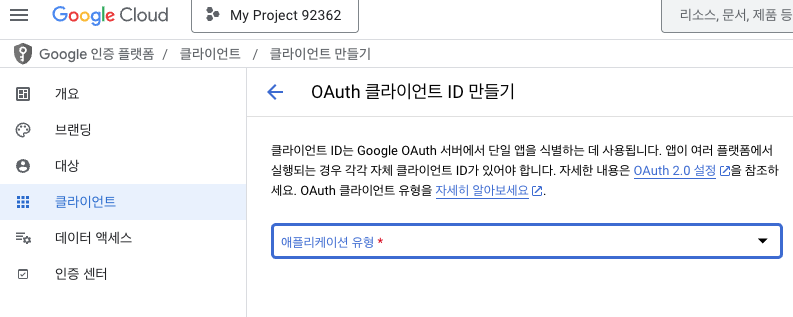 Google Cloud
My Project 92362
리소스, 문서, 제품 등
Google 인증 플랫폼 / 클라이언트 / 클라이언트 만들기
개요
브랜딩
대상
클라이언트
데이터 액세스
인증 센터
OAuth 클라이언트 ID 만들기
클라이언트 ID는 Google OAuth 서버에서 단일 앱을 식별하는 데 사용됩니다. 앱이 여러 플랫폼에서
실행되는 경우 각각 자체 클라이언트 ID가 있어야 합니다. 자세한 내용은 OAuth 2.0 설정을 참조하
세요. OAuth 클라이언트 유형을 자세히 알아보세요.
애플리케이션 유형 *